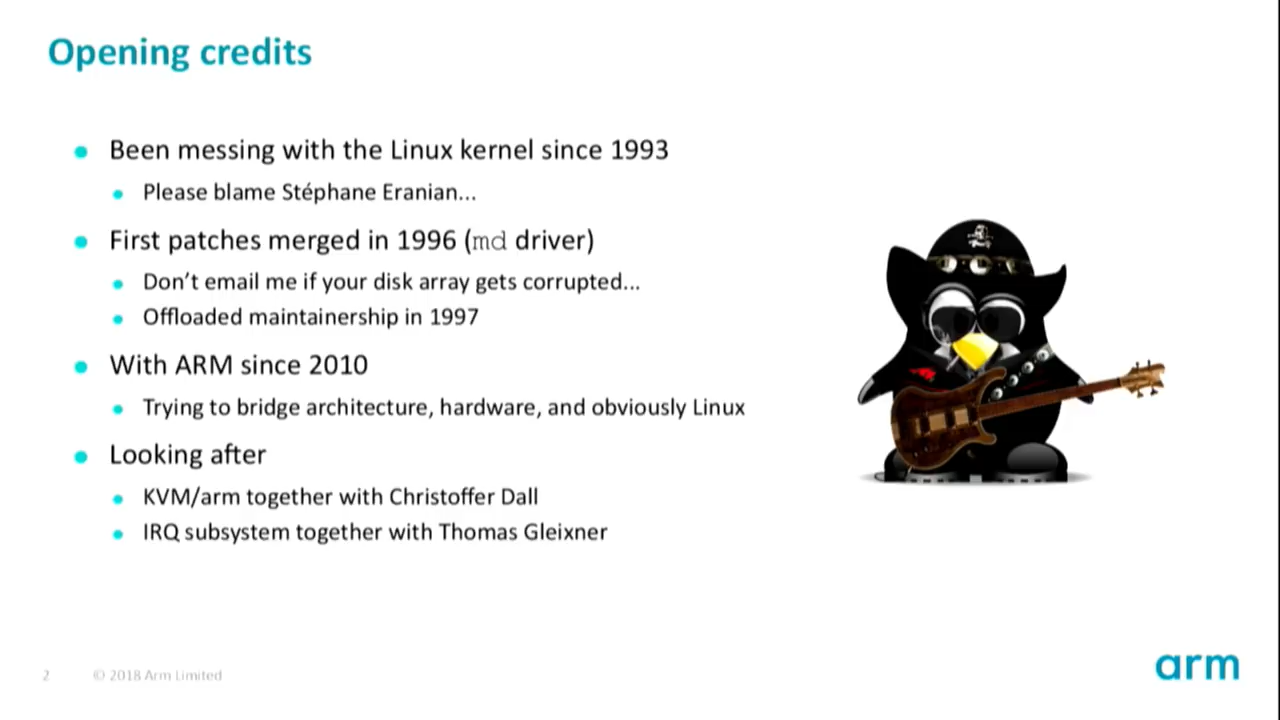 Opening credits
Been messing with the Linux kernel since 1993
Please blame Stéphane Eranian...
First patches merged in 1996 (md driver)
Don't email me if your disk array gets corrupted...
Offloaded maintainership in 1997
With ARM since 2010
Trying to bridge architecture, hardware, and obviously Linux
Looking after
KVM/arm together with Christoffer Dall
IRQ subsystem together with Thomas Gleixner
2 © 2018 Arm Limited
arm